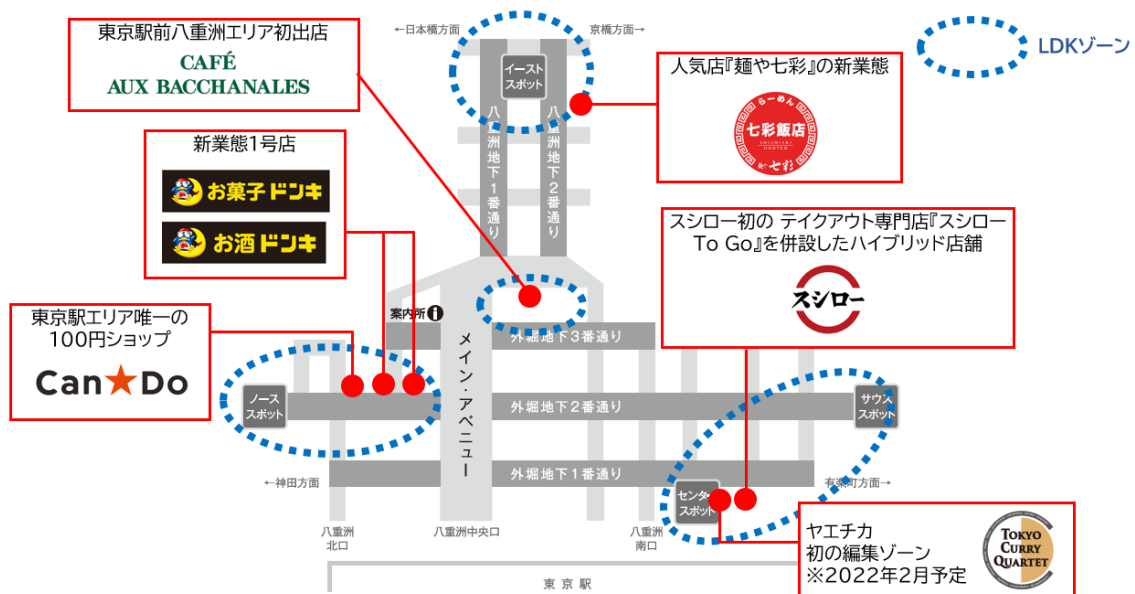 東京駅前八重洲エリア初出店
CAFÉ
AUX BACCHANALES
←日本橋方面
京橋方面→
LDKゾーン
イースト
スポット
人気店『麺や七彩』の新業態
らーめん
七彩飯店
SHICHISAI
HANTEN
七彩
新業態1号店
お菓子ドンキ
お酒ドンキ
八重洲地下1番通り
八重洲地下2番通り
スシロー初の テイクアウト専門店『スシロー
To Go』を併設したハイブリッド店舗
スシロー
東京駅エリア唯一の
100円ショップ
Can★Do
案内所
メイン・アベニュー
外堀地下3番通り
ノース
スポット
外堀地下2番通り
サウス
スポット
←神田方面
外堀地下1番通り
センター
スポット
有楽町方面→
八重洲
北口
八重洲中央口
八重洲
南口
ヤエチカ
初の編集ゾーン
※2022年2月予定
TOKYO
CURRY
QUARTET
東京駅